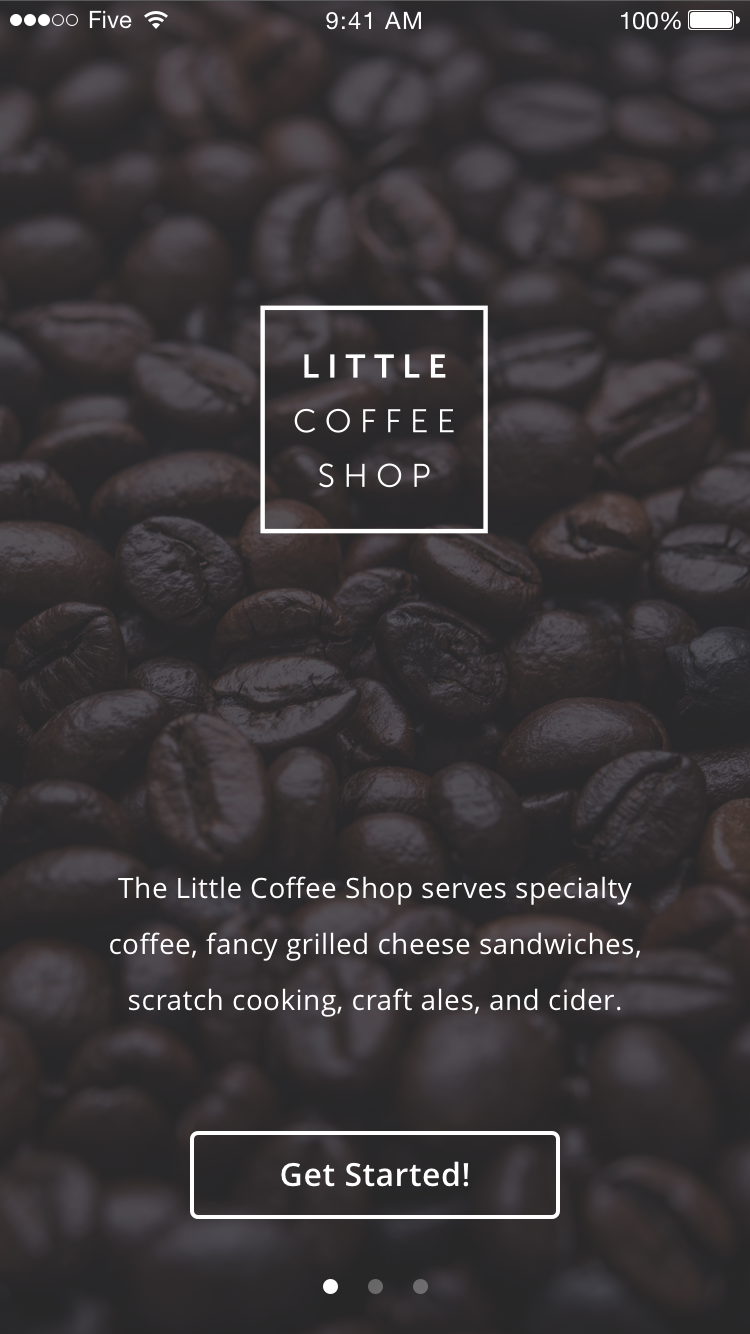 Five 9:41 AM 100%
LITTLE
COFFEE
SHOP
The Little Coffee Shop serves specialty
coffee, fancy grilled cheese sandwiches,
scratch cooking, craft ales, and cider.
Get Started!